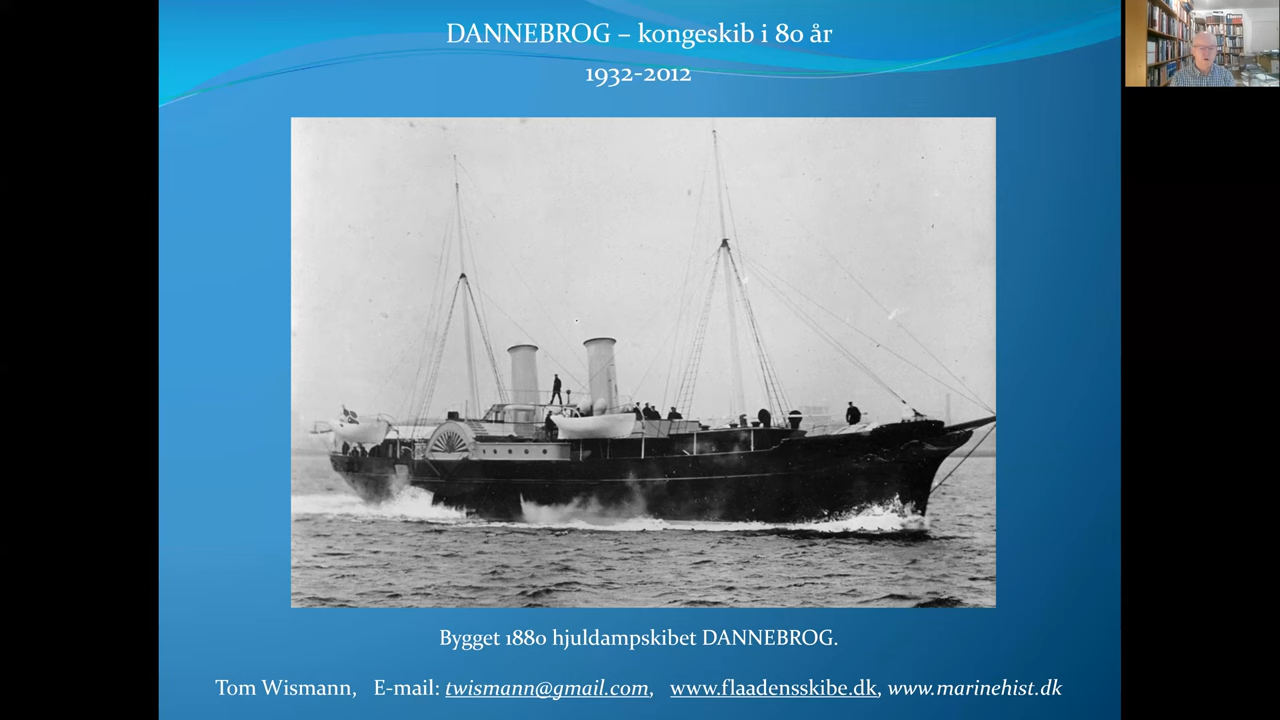 DANNEBROG – kongeskib i 80 år
1932-2012
Bygget 1880 hjuldampskibet DANNEBROG.
Tom Wismann, E-mail: twismann@gmail.com, www.flaadensskibe.dk, www.marinehist.dk